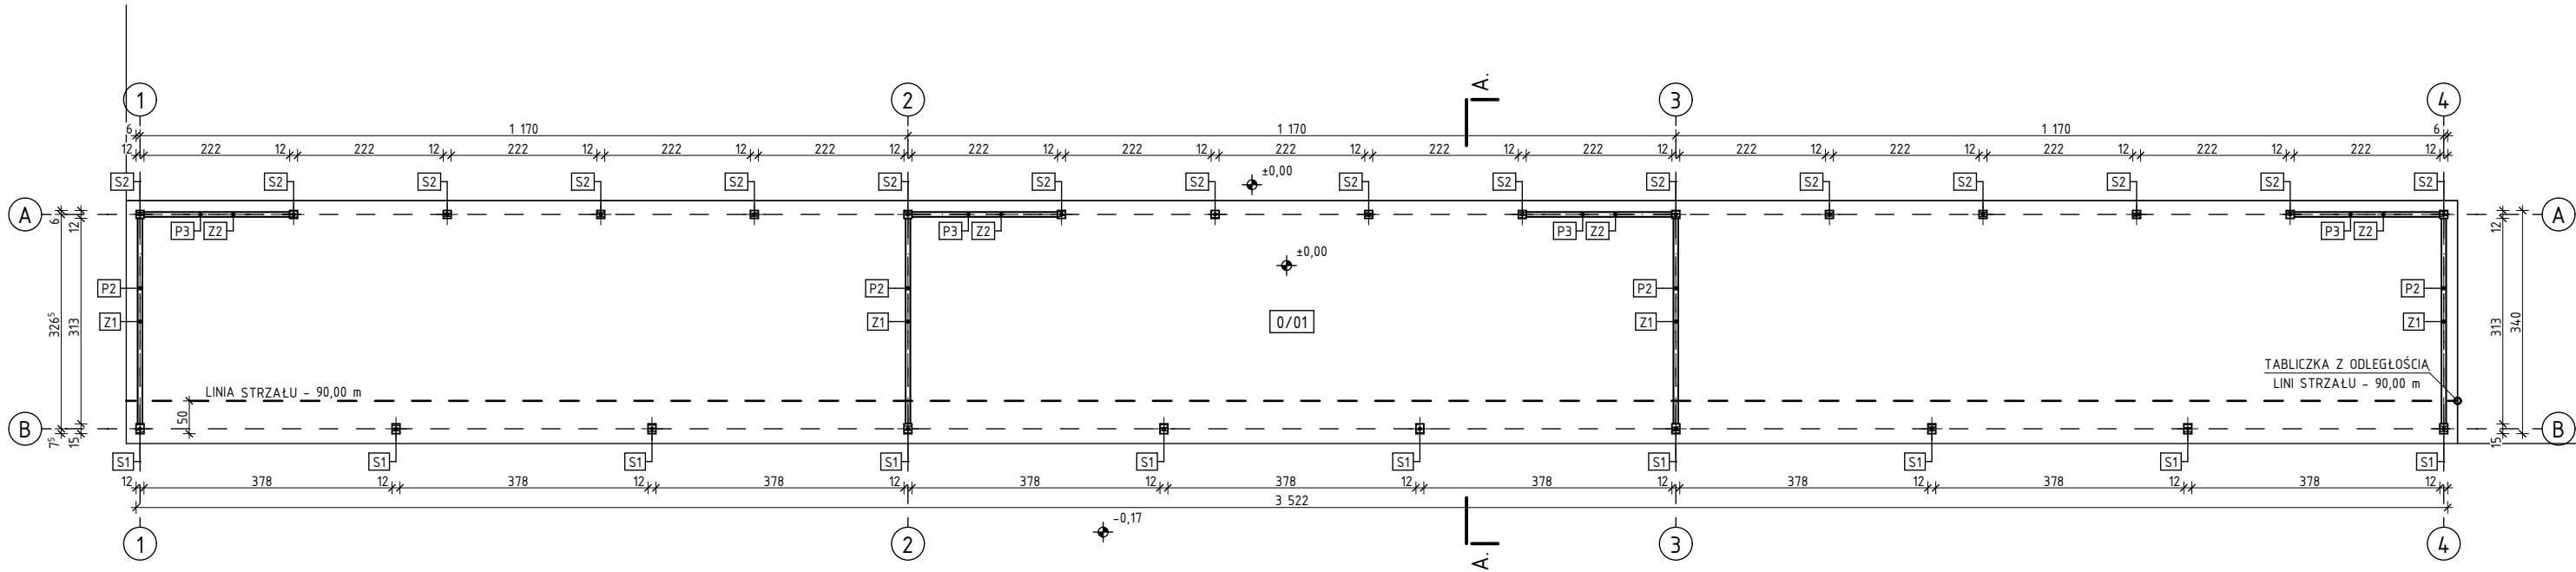 A.
1 2 3 4
6 1 170 1 170 1 170 6
12 222 12 222 12 222 12 222 12 222 12 222 12 222 12 222 12 222 12 222 12 222 12 222 12 222 12 222 12 222 12
±0,00
S2 S2 S2 S2 S2 S2 S2 S2 S2 S2 S2 S2 S2 S2 S2 S2
A 6 12 12 A
P3 Z2 P3 Z2 P3 Z2 P3 Z2
±0,00
P2 P2 P2 P2
326⁵ 313 Z1 Z1 0/01 Z1 Z1 313 340
TABLICZKA Z ODLEGŁOŚCIĄ
LINI STRZAŁU - 90,00 m
LINIA STRZAŁU - 90,00 m
50
B 7⁵ 15 15 B
S1 S1 S1 S1 S1 S1 S1 S1 S1 S1
12 378 12 378 12 378 12 378 12 378 12 378 12 378 12 378 12 378 12
3 522
-0,17
1 2 3 4
A.